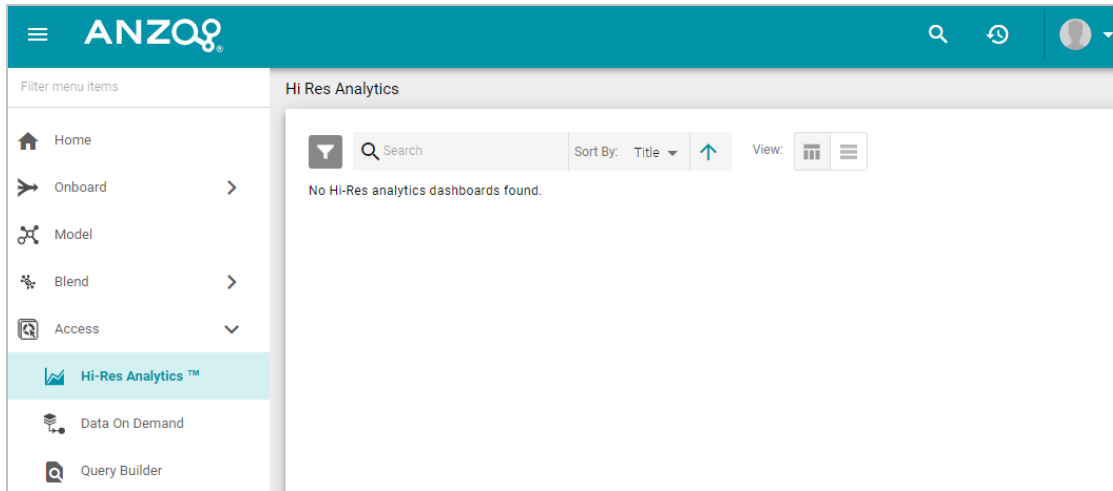 ANZO®
Filter menu items
Hi Res Analytics
Home
Search
Sort By: Title
View:
Onboard
No Hi-Res analytics dashboards found.
Model
Blend
Access
Hi-Res Analytics ™
Data On Demand
Query Builder